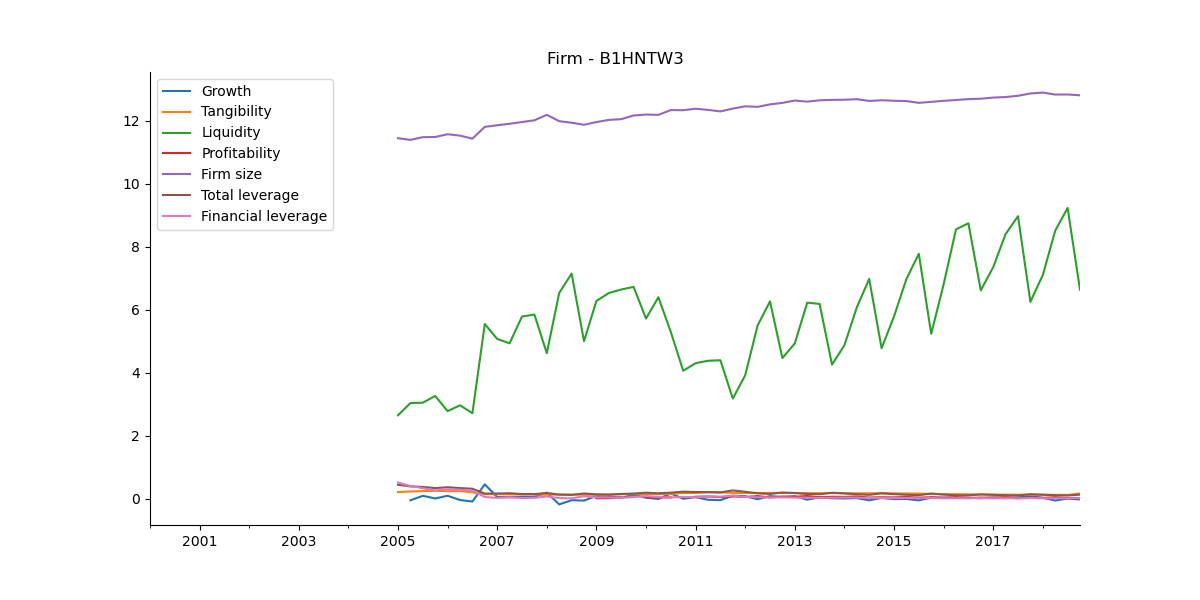 Firm - B1HNTW3
Growth
Tangibility
Liquidity
Profitability
Firm size
Total leverage
Financial leverage
12
10
8
6
4
2
0
2001 2003 2005 2007 2009 2011 2013 2015 2017